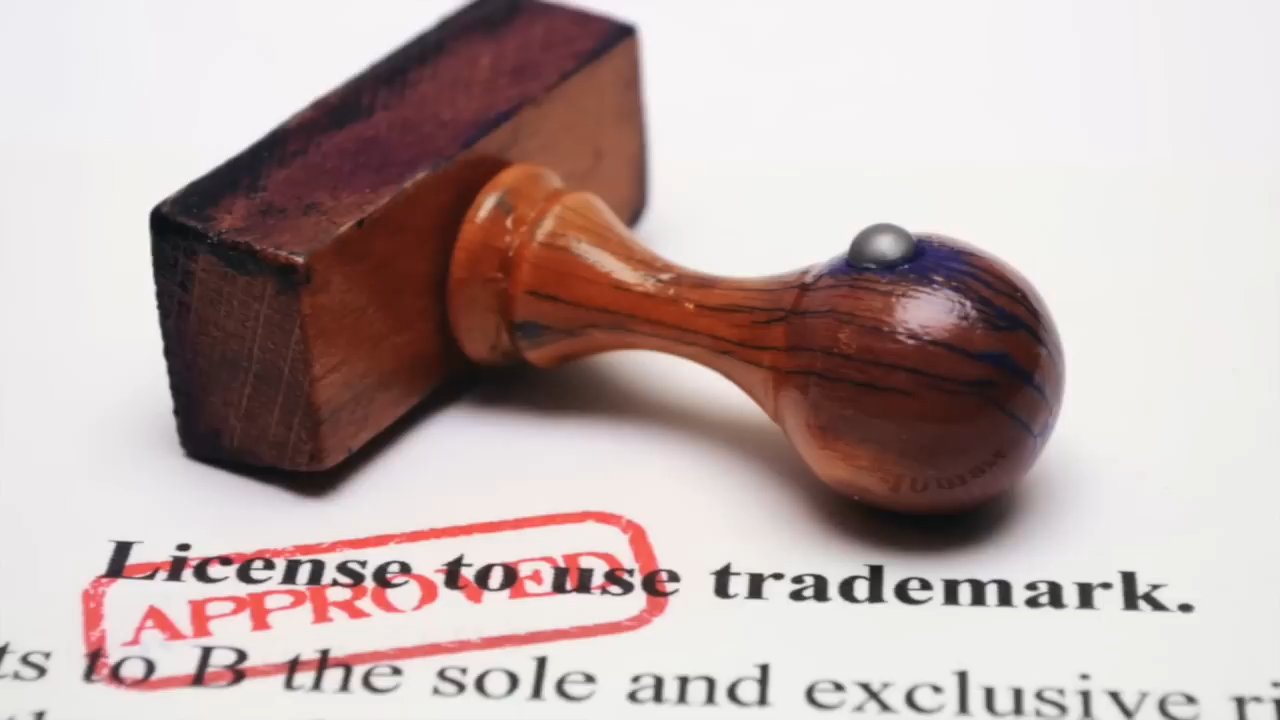 License to use trademark.
APPROVED
to B the sole and exclusive